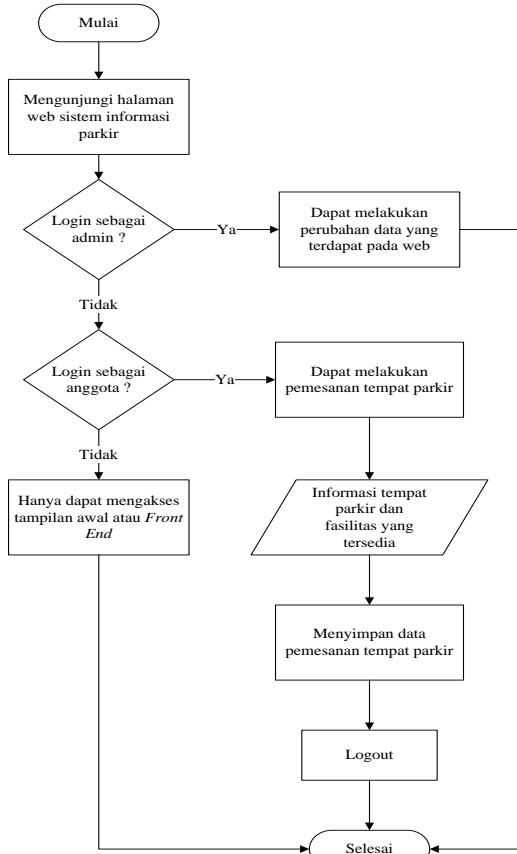 Mulai
Mengunjungi halaman
web sistem informasi
parkir
Login sebagai
admin ?
Ya
Dapat melakukan
perubahan data yang
terdapat pada web
Tidak
Login sebagai
anggota ?
Ya
Dapat melakukan
pemesanan tempat parkir
Tidak
Hanya dapat mengakses
tampilan awal atau Front
End
Informasi tempat
parkir dan
fasilitas yang
tersedia
Menyimpan data
pemesanan tempat parkir
Logout
Selesai